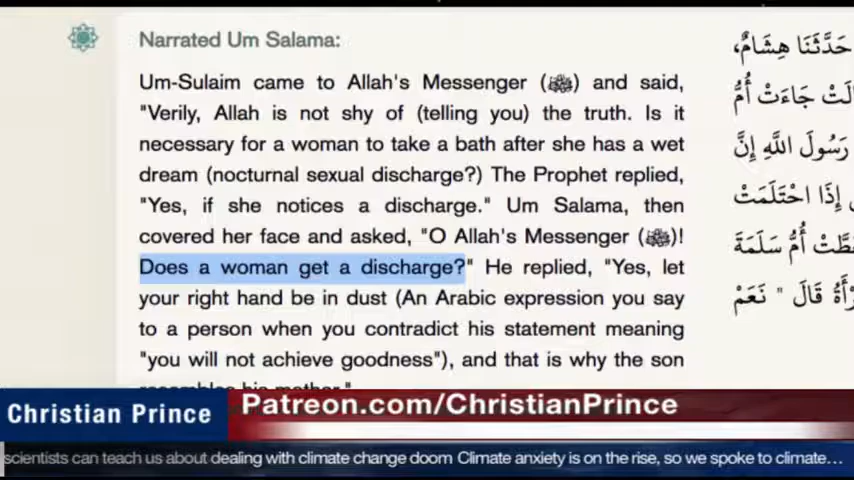 Narrated Um Salama:
Um-Sulaim came to Allah's Messenger (ﷺ) and said,
"Verily, Allah is not shy of (telling you) the truth. Is it
necessary for a woman to take a bath after she has a wet
dream (nocturnal sexual discharge?) The Prophet replied,
"Yes, if she notices a discharge." Um Salama, then
covered her face and asked, "O Allah's Messenger (ﷺ)!
Does a woman get a discharge?" He replied, "Yes, let
your right hand be in dust (An Arabic expression you say
to a person when you contradict his statement meaning
"you will not achieve goodness"), and that is why the son
resembles his mother."
حَدَّثَنَا هِشَامٌ،
جَاءَتْ أُمُّ
رَسُولَ اللَّهِ إِنَّ
إِذَا احْتَلَمَتْ
أُمُّ سَلَمَةَ
قَالَ " نَعَمْ
Christian Prince
Patreon.com/ChristianPrince
scientists can teach us about dealing with climate change doom Climate anxiety is on the rise, so we spoke to climate...